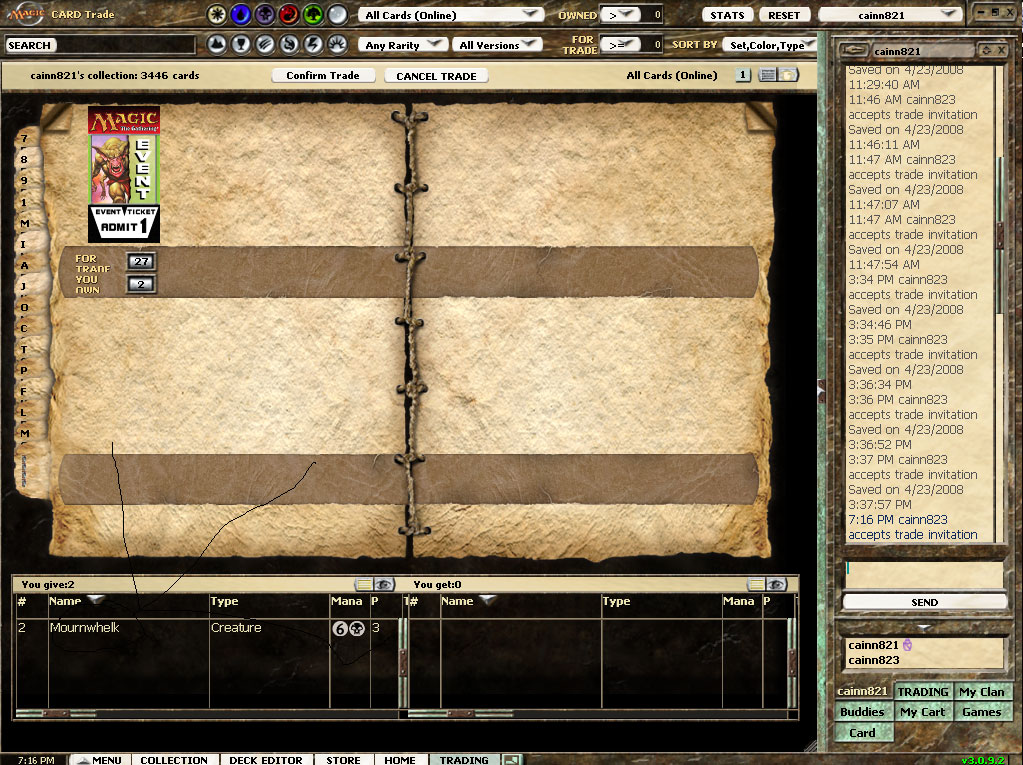 MAGIC CARD Trade
All Cards (Online)
OWNED > 0
STATS
RESET
cainn821
SEARCH
Any Rarity
All Versions
FOR TRADE >= 0
SORT BY
Set,Color,Type
cainn821's collection: 3446 cards
Confirm Trade
CANCEL TRADE
All Cards (Online)
1
7
8
9
1
M
I
A
J
O
C
T
P
F
L
M
MAGIC
The Gathering
EVENT
EVENT TICKET
ADMIT 1
FOR TRADE 27
YOU OWN 2
You give:2
# Name Type Mana P T
2 Mournwhelk Creature 6 3
You get:0
# Name Type Mana P
cainn821
Saved on 4/23/2008
11:29:40 AM
11:46 AM cainn823
accepts trade invitation
Saved on 4/23/2008
11:46:11 AM
11:47 AM cainn823
accepts trade invitation
Saved on 4/23/2008
11:47:07 AM
11:47 AM cainn823
accepts trade invitation
Saved on 4/23/2008
11:47:54 AM
3:34 PM cainn823
accepts trade invitation
Saved on 4/23/2008
3:34:46 PM
3:35 PM cainn823
accepts trade invitation
Saved on 4/23/2008
3:36:34 PM
3:36 PM cainn823
accepts trade invitation
Saved on 4/23/2008
3:36:52 PM
3:37 PM cainn823
accepts trade invitation
Saved on 4/23/2008
3:37:57 PM
7:16 PM cainn823
accepts trade invitation
SEND
cainn821
cainn823
cainn821 TRADING My Clan
Buddies My Cart Games
Card
7:16 PM
MENU
COLLECTION
DECK EDITOR
STORE
HOME
TRADING
v3.0.9.2